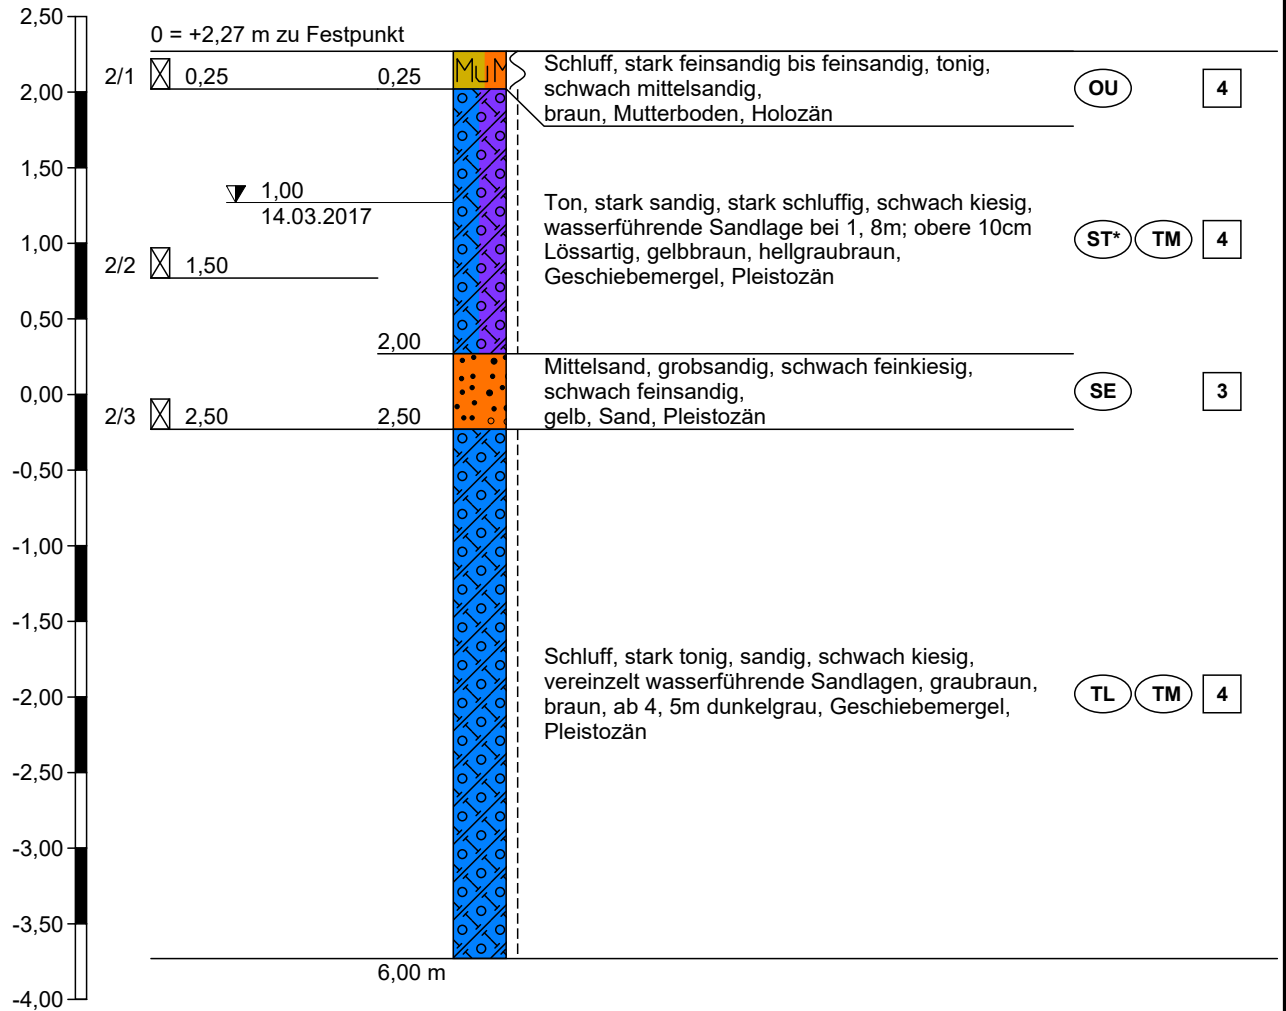 2,50
0 = +2,27 m zu Festpunkt
2/1 0,25 0,25 MuM
Schluff, stark feinsandig bis feinsandig, tonig,
schwach mittelsandig,
braun, Mutterboden, Holozän
OU 4
2,00
1,50
1,00
14.03.2017
Ton, stark sandig, stark schluffig, schwach kiesig,
wasserführende Sandlage bei 1, 8m; obere 10cm
Lössartig, gelbbraun, hellgraubraun,
Geschiebemergel, Pleistozän
ST* TM 4
1,00
2/2 1,50
0,50
2,00
Mittelsand, grobsandig, schwach feinkiesig,
schwach feinsandig,
gelb, Sand, Pleistozän
SE 3
0,00
2/3 2,50 2,50
-0,50
-1,00
-1,50
Schluff, stark tonig, sandig, schwach kiesig,
vereinzelt wasserführende Sandlagen, graubraun,
braun, ab 4, 5m dunkelgrau, Geschiebemergel,
Pleistozän
TL TM 4
-2,00
-2,50
-3,00
-3,50
6,00 m
-4,00